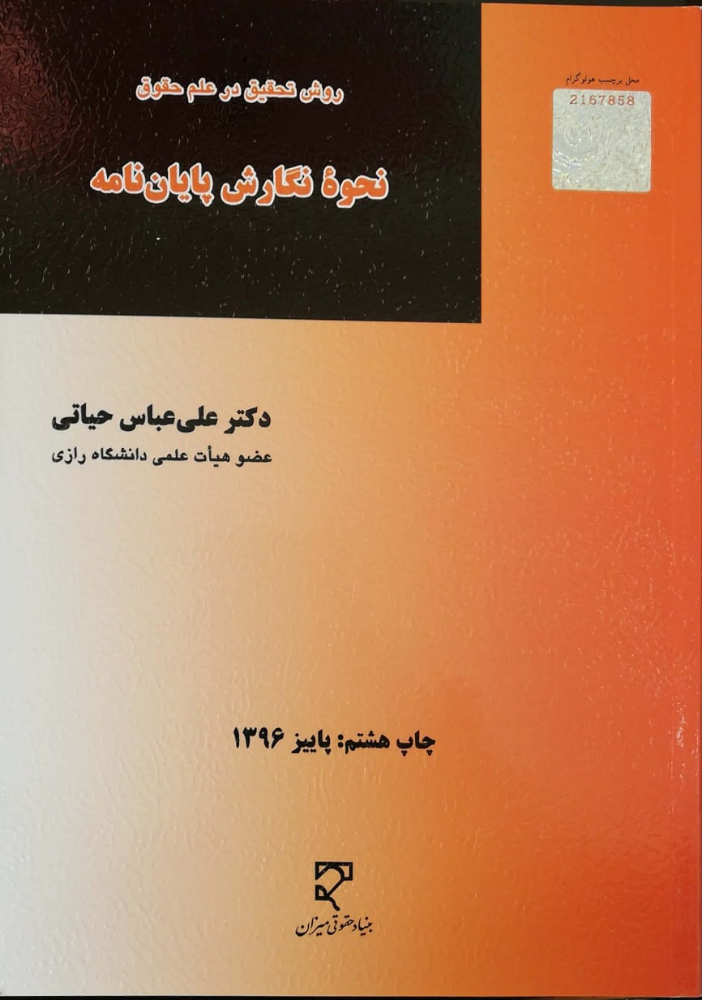 روش تحقیق در علم حقوق
محل برچسب هولوگرام
2167858
نحوۀ نگارش پایان‌نامه
دکتر علی‌عباس حیاتی
عضو هیأت علمی دانشگاه رازی
چاپ هشتم: پاییز ۱۳۹۶
بنیاد حقوقی میزان